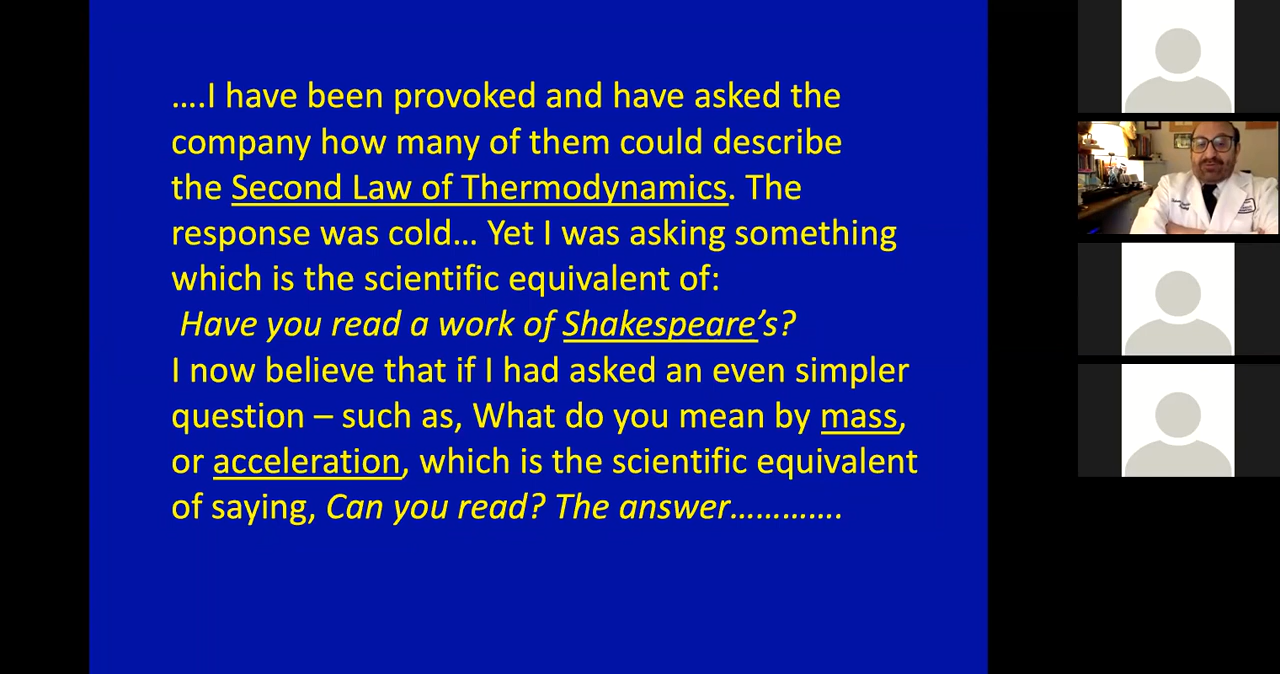 ....I have been provoked and have asked the
company how many of them could describe
the Second Law of Thermodynamics. The
response was cold... Yet I was asking something
which is the scientific equivalent of:
Have you read a work of Shakespeare's?
I now believe that if I had asked an even simpler
question – such as, What do you mean by mass,
or acceleration, which is the scientific equivalent
of saying, Can you read? The answer.............